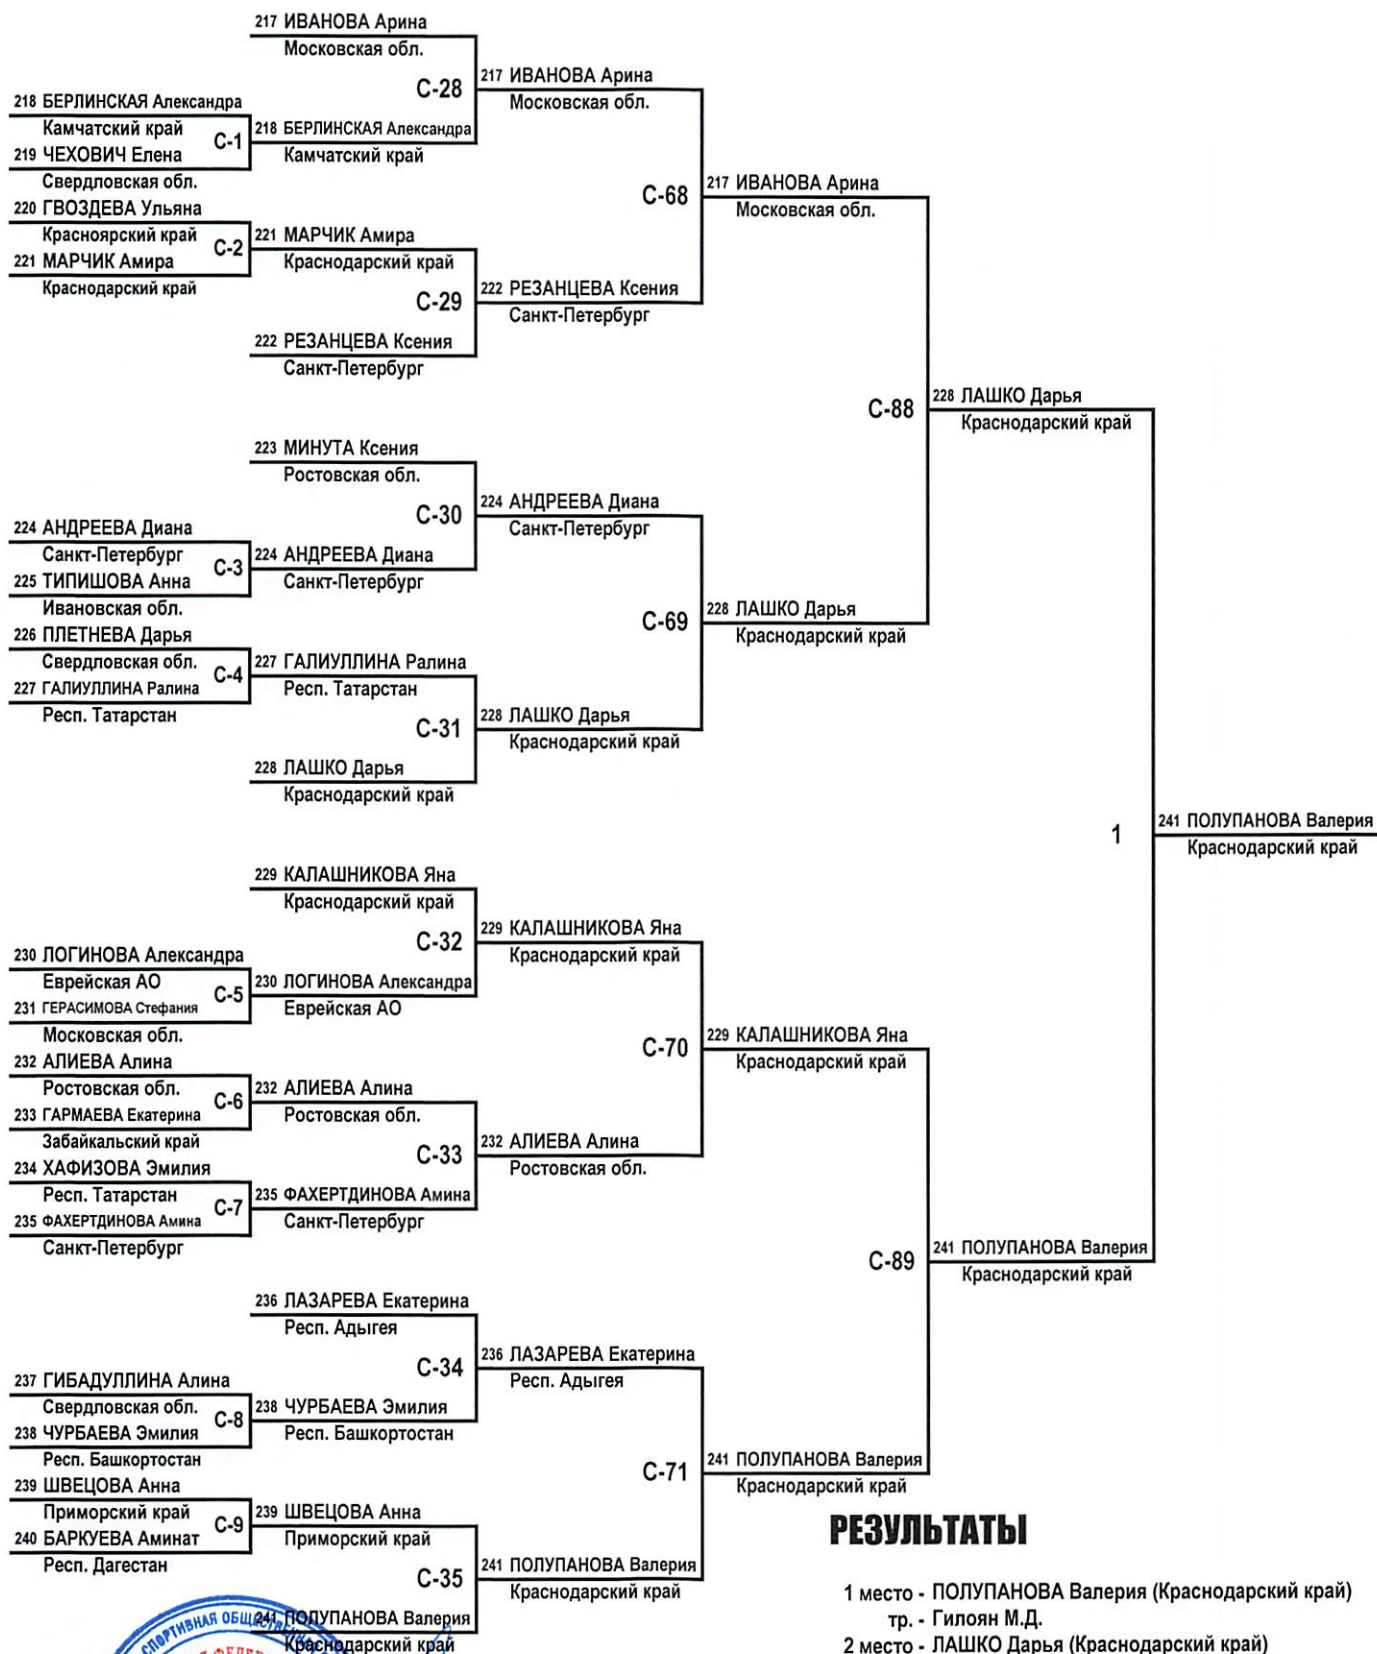 217 ИВАНОВА Арина
Московская обл.
С-28
217 ИВАНОВА Арина
Московская обл.
218 БЕРЛИНСКАЯ Александра
Камчатский край
С-1
218 БЕРЛИНСКАЯ Александра
Камчатский край
219 ЧЕХОВИЧ Елена
Свердловская обл.
С-68
217 ИВАНОВА Арина
Московская обл.
220 ГВОЗДЕВА Ульяна
Красноярский край
С-2
221 МАРЧИК Амира
Краснодарский край
221 МАРЧИК Амира
Краснодарский край
С-29
222 РЕЗАНЦЕВА Ксения
Санкт-Петербург
222 РЕЗАНЦЕВА Ксения
Санкт-Петербург
С-88
228 ЛАШКО Дарья
Краснодарский край
223 МИНУТА Ксения
Ростовская обл.
С-30
224 АНДРЕЕВА Диана
Санкт-Петербург
224 АНДРЕЕВА Диана
Санкт-Петербург
С-3
224 АНДРЕЕВА Диана
Санкт-Петербург
225 ТИПИШОВА Анна
Ивановская обл.
С-69
228 ЛАШКО Дарья
Краснодарский край
226 ПЛЕТНЕВА Дарья
Свердловская обл.
С-4
227 ГАЛИУЛЛИНА Ралина
Респ. Татарстан
227 ГАЛИУЛЛИНА Ралина
Респ. Татарстан
С-31
228 ЛАШКО Дарья
Краснодарский край
228 ЛАШКО Дарья
Краснодарский край
1
241 ПОЛУПАНОВА Валерия
Краснодарский край
229 КАЛАШНИКОВА Яна
Краснодарский край
С-32
229 КАЛАШНИКОВА Яна
Краснодарский край
230 ЛОГИНОВА Александра
Еврейская АО
С-5
230 ЛОГИНОВА Александра
Еврейская АО
231 ГЕРАСИМОВА Стефания
Московская обл.
С-70
229 КАЛАШНИКОВА Яна
Краснодарский край
232 АЛИЕВА Алина
Ростовская обл.
С-6
232 АЛИЕВА Алина
Ростовская обл.
233 ГАРМАЕВА Екатерина
Забайкальский край
С-33
232 АЛИЕВА Алина
Ростовская обл.
234 ХАФИЗОВА Эмилия
Респ. Татарстан
С-7
235 ФАХЕРТДИНОВА Амина
Санкт-Петербург
235 ФАХЕРТДИНОВА Амина
Санкт-Петербург
С-89
241 ПОЛУПАНОВА Валерия
Краснодарский край
236 ЛАЗАРЕВА Екатерина
Респ. Адыгея
С-34
236 ЛАЗАРЕВА Екатерина
Респ. Адыгея
237 ГИБАДУЛЛИНА Алина
Свердловская обл.
С-8
238 ЧУРБАЕВА Эмилия
Респ. Башкортостан
238 ЧУРБАЕВА Эмилия
Респ. Башкортостан
С-71
241 ПОЛУПАНОВА Валерия
Краснодарский край
239 ШВЕЦОВА Анна
Приморский край
С-9
239 ШВЕЦОВА Анна
Приморский край
240 БАРКУЕВА Аминат
Респ. Дагестан
С-35
241 ПОЛУПАНОВА Валерия
Краснодарский край
241 ПОЛУПАНОВА Валерия
Краснодарский край
РЕЗУЛЬТАТЫ
1 место - ПОЛУПАНОВА Валерия (Краснодарский край)
тр. - Гилоян М.Д.
2 место - ЛАШКО Дарья (Краснодарский край)